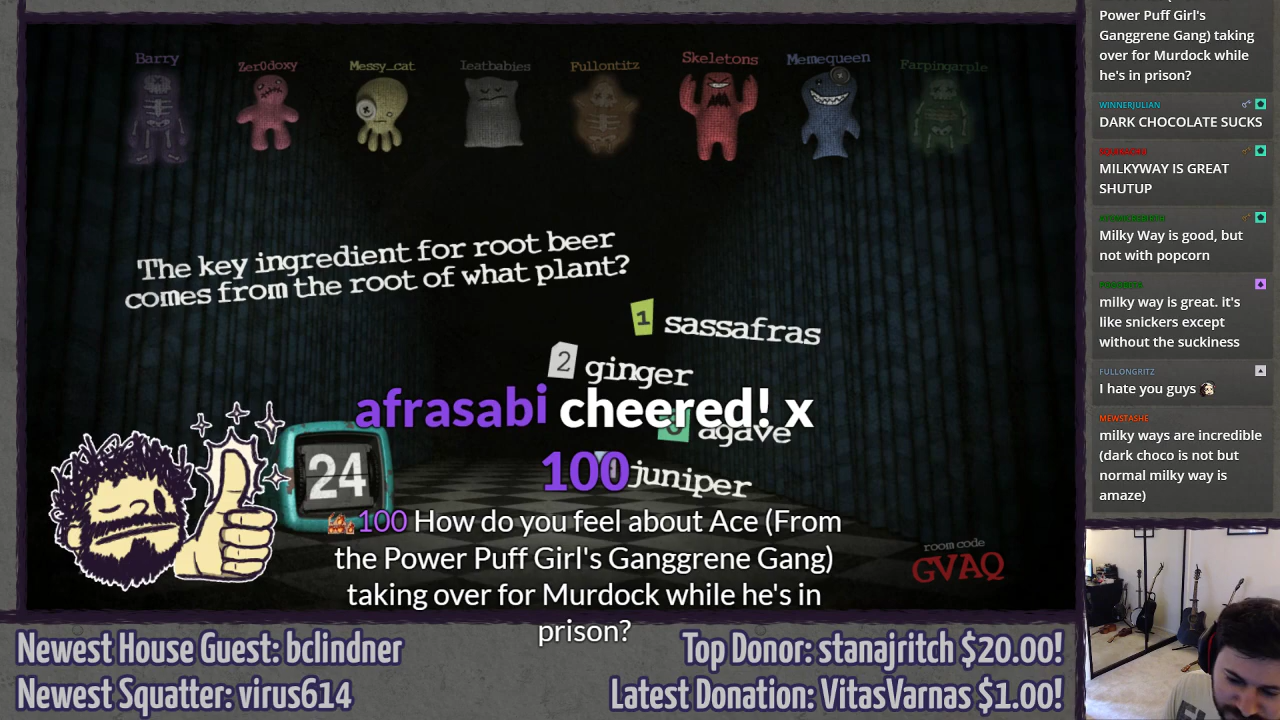 Barry
Zer0doxy
Messy_cat
Leatbabies
Fullontitz
Skeletons
Memequeen
Farpingarple
The key ingredient for root beer
comes from the root of what plant?
1 sassafras
2 ginger
agave
juniper
24
afrasabi cheered! x
100
100 How do you feel about Ace (From
the Power Puff Girl's Ganggrene Gang)
taking over for Murdock while he's in
prison?
room code
GVAQ
Newest House Guest: bclindner
Newest Squatter: virus614
Top Donor: stanajritch $20.00!
Latest Donation: VitasVarnas $1.00!
Power Puff Girl's
Ganggrene Gang) taking
over for Murdock while
he's in prison?
WINNERJULIAN
DARK CHOCOLATE SUCKS
MILKYWAY IS GREAT
SHUTUP
Milky Way is good, but
not with popcorn
milky way is great. it's
like snickers except
without the suckiness
FULLONGRITZ
I hate you guys
MEWSTASHE
milky ways are incredible
(dark choco is not but
normal milky way is
amaze)